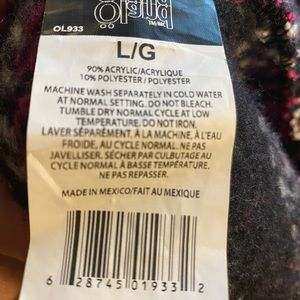 OL933
L/G
90% ACRYLIC/ACRYLIQUE
10% POLYESTER / POLYESTER
MACHINE WASH SEPARATELY IN COLD WATER
AT NORMAL SETTING. DO NOT BLEACH.
TUMBLE DRY NORMAL CYCLE AT LOW
TEMPERATURE. DO NOT IRON.
LAVER SÉPARÉMENT, À LA MACHINE, À L'EAU
FROIDE, AU CYCLE NORMAL. NE PAS
JAVELLISER. SÉCHER PAR CULBUTAGE AU
CYCLE NORMAL À BASSE TEMPÉRATURE.
NE PAS REPASSER.
MADE IN MEXICO/FAIT AU MEXIQUE
6 28745 01933 2